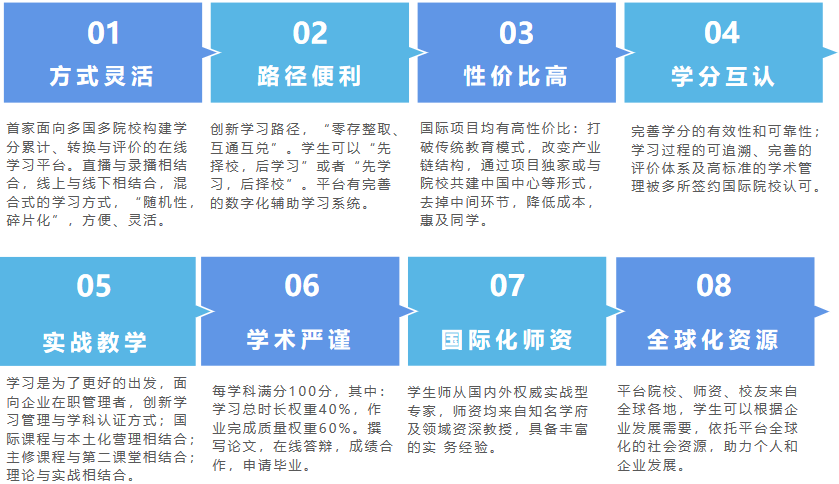 01
方式灵活
首家面向多国多院校构建学
分累计、转换与评价的在线
学习平台。直播与录播相结
合，线上与线下相结合，混
合式的学习方式，“随机性，
碎片化”，方便、灵活。
02
路径便利
创新学习路径，“零存整取、
互通互兑”。学生可以“先
择校，后学习”或者“先学
习，后择校”。平台有完善
的数字化辅助学习系统。
03
性价比高
国际项目均有高性价比：打
破传统教育模式，改变产业
链结构，通过项目独家或与
院校共建中国中心等形式，
去掉中间环节，降低成本，
惠及同学。
04
学分互认
完善学分的有效性和可靠性；
学习过程的可追溯、完善的
评价体系及高标准的学术管
理被多所签约国际院校认可。
05
实战教学
学习是为了更好的出发，面
向企业在职管理者，创新学
习管理与学科认证方式；国
际课程与本土化营理相结合；
主修课程与第二课堂相结合；
理论与实战相结合。
06
学术严谨
每学科满分100分，其中：
学习总时长权重40%，作
业完成质量权重60%。撰
写论文，在线答辩，成绩合
作，申请毕业。
07
国际化师资
学生师从国内外权威实战型
专家，师资均来自知名学府
及领域资深教授，具备丰富
的实 务经验。
08
全球化资源
平台院校、师资、校友来自
全球各地，学生可以根据企
业发展需要，依托平台全球
化的社会资源，助力个人和
企业发展。